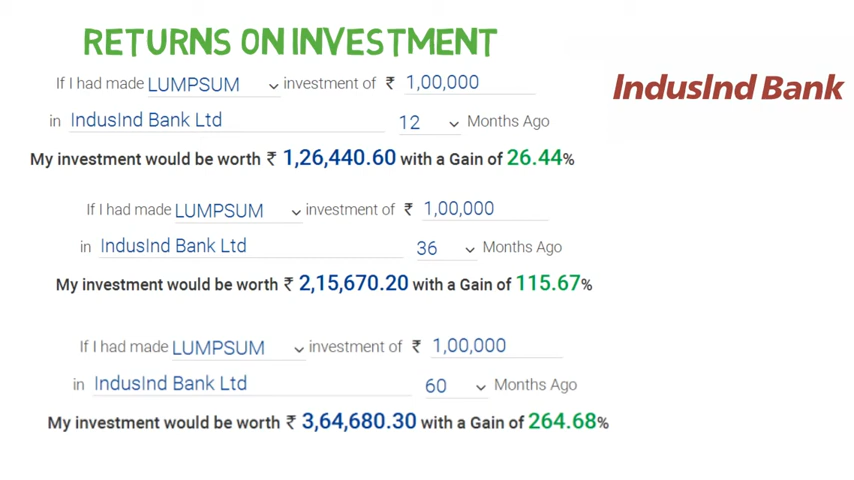 RETURNS ON INVESTMENT
IndusInd Bank
If I had made LUMPSUM investment of ₹ 1,00,000
in IndusInd Bank Ltd 12 Months Ago
My investment would be worth ₹ 1,26,440.60 with a Gain of 26.44%
If I had made LUMPSUM investment of ₹ 1,00,000
in IndusInd Bank Ltd 36 Months Ago
My investment would be worth ₹ 2,15,670.20 with a Gain of 115.67%
If I had made LUMPSUM investment of ₹ 1,00,000
in IndusInd Bank Ltd 60 Months Ago
My investment would be worth ₹ 3,64,680.30 with a Gain of 264.68%